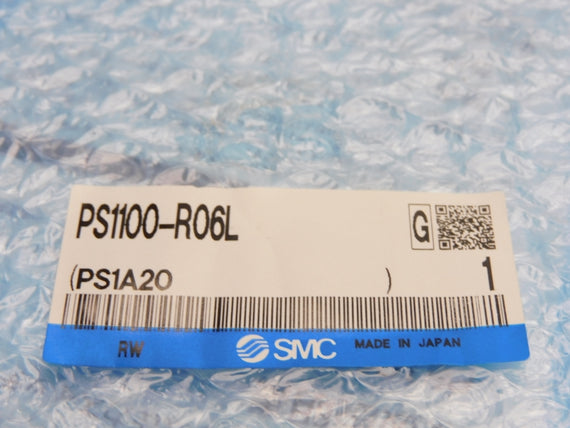 PS1100-R06L
G
(PS1A20 )
1
RW SMC MADE IN JAPAN